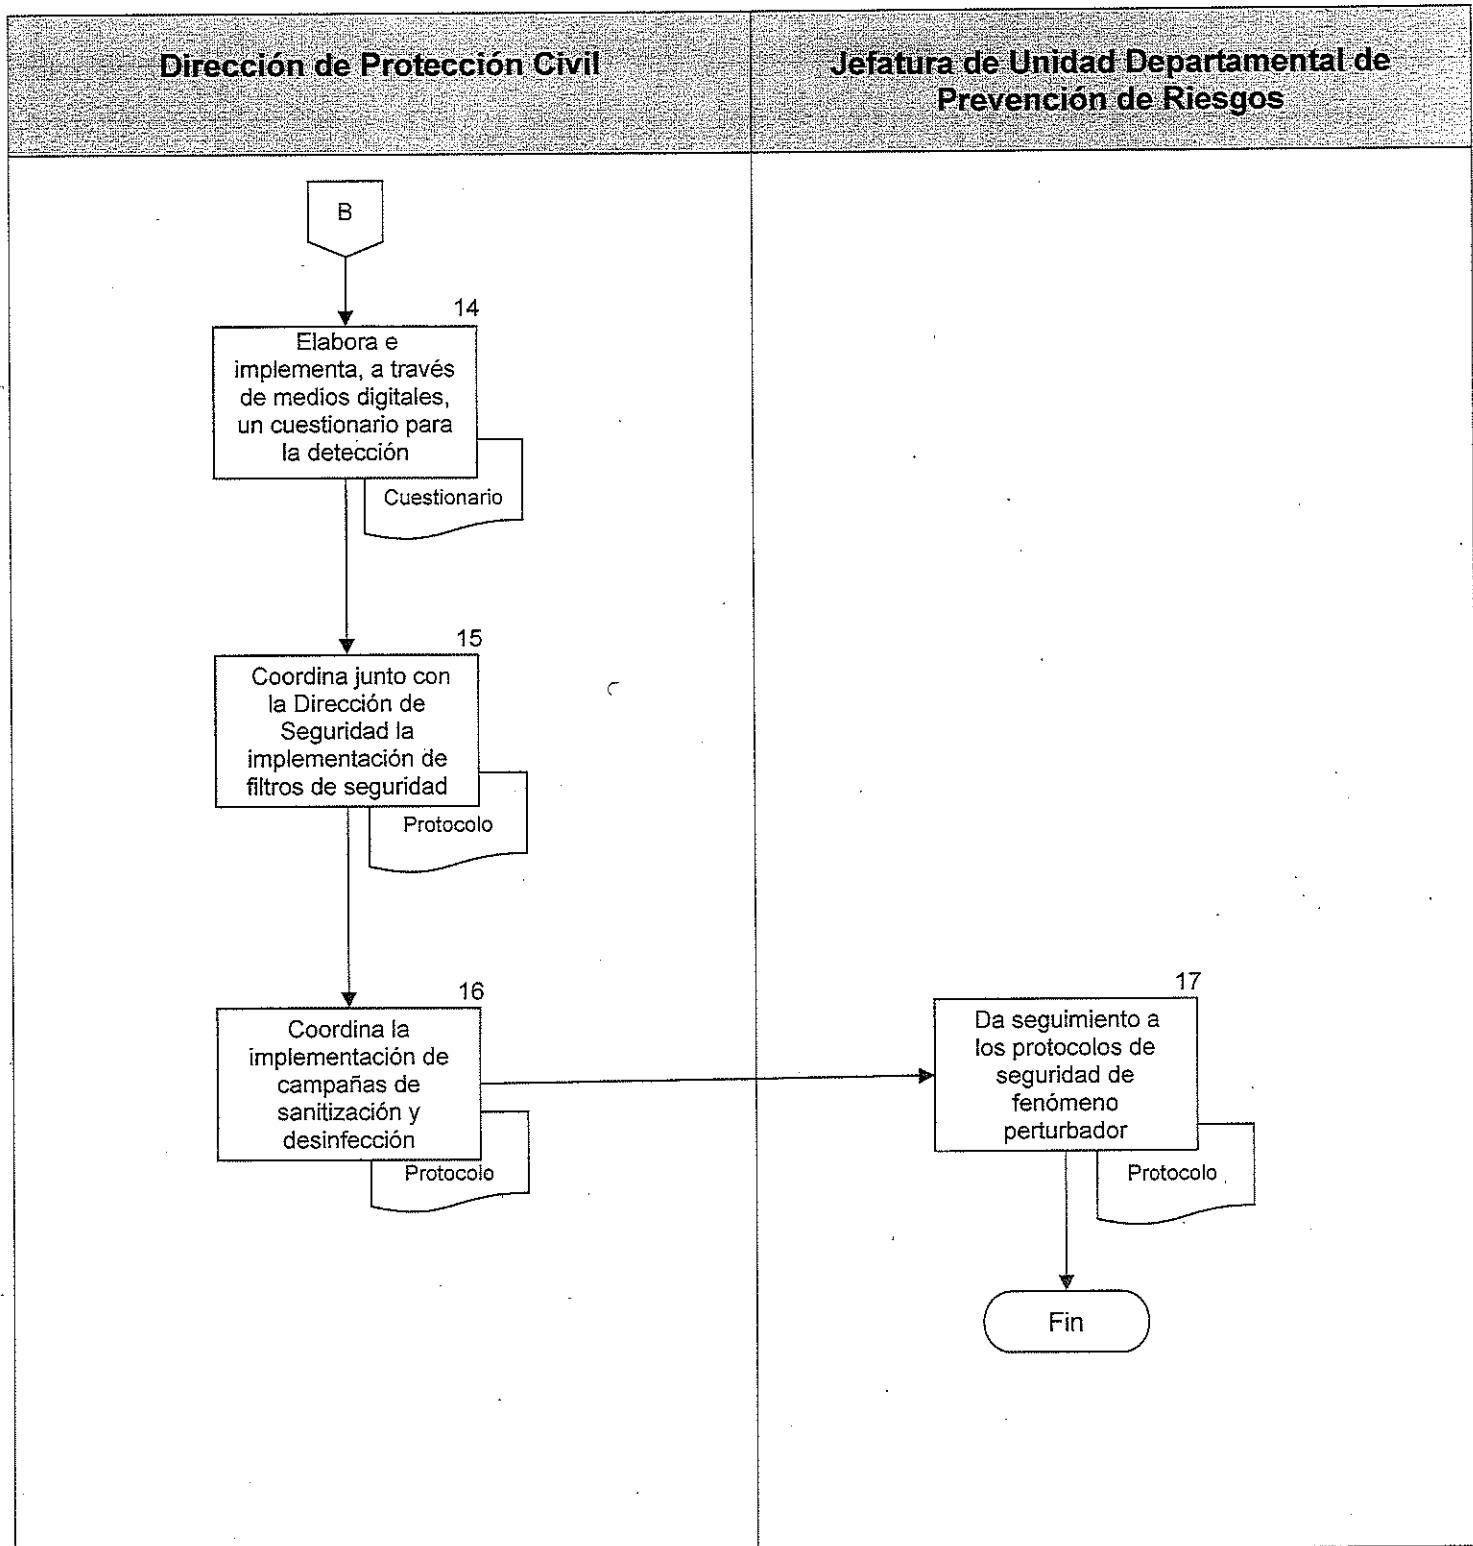 Dirección de Protección Civil
Jefatura de Unidad Departamental de
Prevención de Riesgos
B
14
Elabora e
implementa, a través
de medios digitales,
un cuestionario para
la detección
Cuestionario
15
Coordina junto con
la Dirección de
Seguridad la
implementación de
filtros de seguridad
Protocolo
16
Coordina la
implementación de
campañas de
sanitización y
desinfección
Protocolo
17
Da seguimiento a
los protocolos de
seguridad de
fenómeno
perturbador
Protocolo
Fin